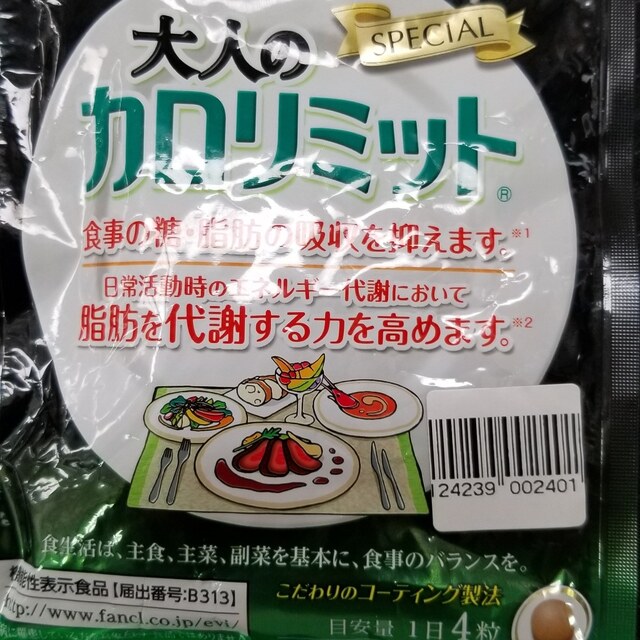 SPECIAL
大人の
カロリミット®
食事の糖・脂肪の吸収を抑えます。※1
日常活動時のエネルギー代謝において
脂肪を代謝する力を高めます。※2
24239 002401
食生活は、主食、主菜、副菜を基本に、食事のバランスを。
機能性表示食品【届出番号:B313】
こだわりのコーティング製法
http://www.fancl.co.jp/evi/
目安量 1日4粒